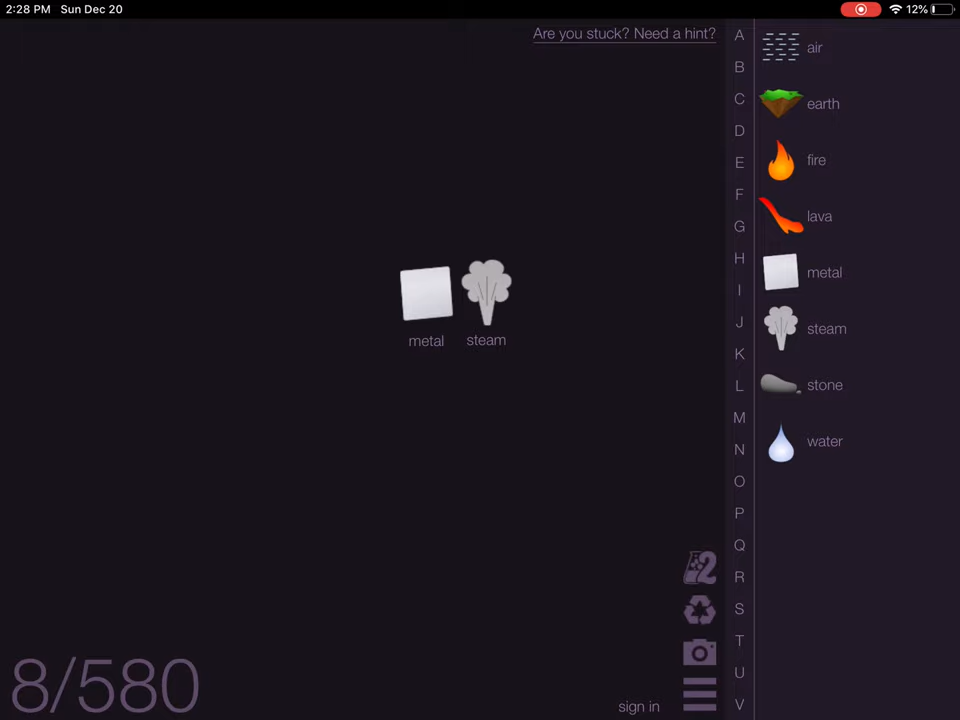 2:28 PM Sun Dec 20
12%
Are you stuck? Need a hint?
A
B
C
D
E
F
G
H
I
J
K
L
M
N
O
P
Q
R
S
T
U
V
air
earth
fire
lava
metal
steam
stone
water
metal steam
2
8/580
sign in